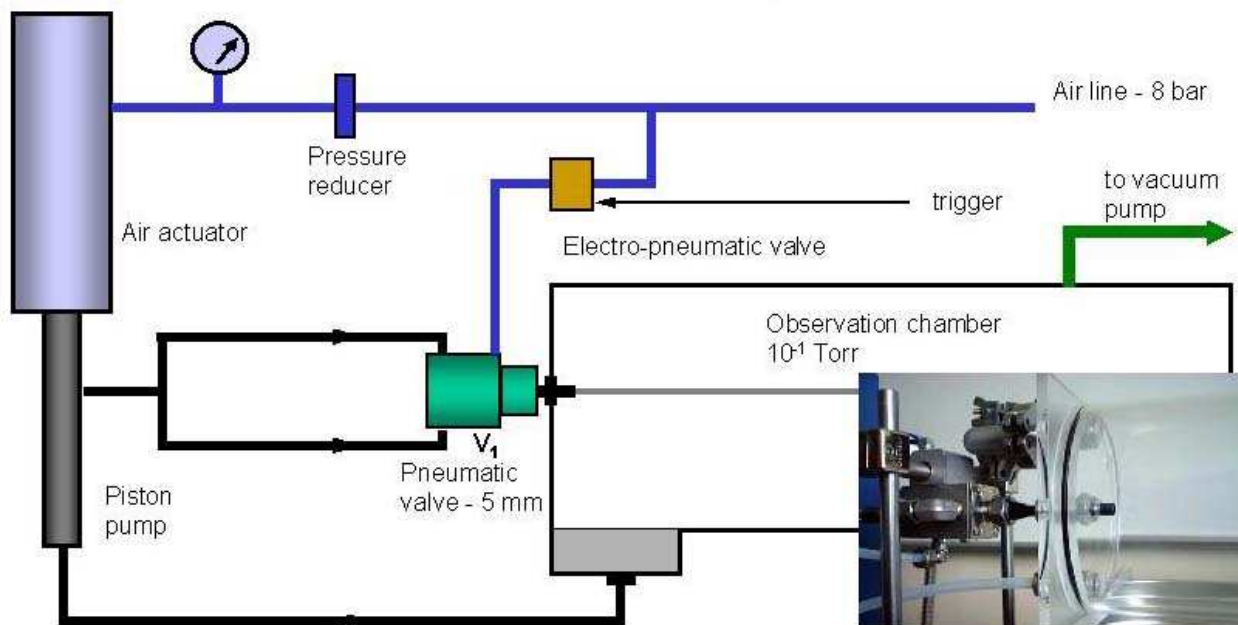 Air line - 8 bar
Pressure
reducer
to vacuum
pump
trigger
Air actuator
Electro-pneumatic valve
Observation chamber
10⁻¹ Torr
V₁
Pneumatic
valve - 5 mm
Piston
pump